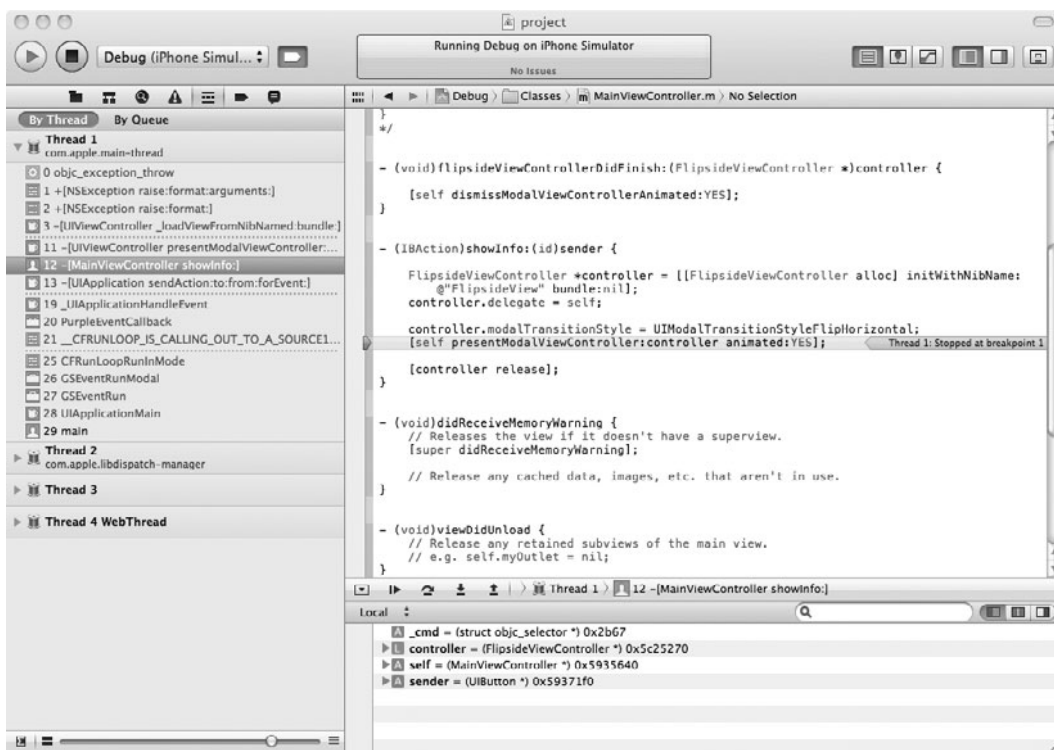 project
Debug (iPhone Simul...
Running Debug on iPhone Simulator
No Issues
Debug
Classes
MainViewController.m
No Selection
By Thread
By Queue
Thread 1
com.apple.main-thread
0 objc_exception_throw
1 +[NSException raise:format:arguments:]
2 +[NSException raise:format:]
3 -[UIViewController _loadViewFromNibNamed:bundle:]
11 -[UIViewController presentModalViewController:...
12 -[MainViewController showInfo:]
13 -[UIApplication sendAction:to:from:forEvent:]
19 _UIApplicationHandleEvent
20 PurpleEventCallback
21 __CFRUNLOOP_IS_CALLING_OUT_TO_A_SOURCE1...
25 CFRunLoopRunInMode
26 GSEventRunModal
27 GSEventRun
28 UIApplicationMain
29 main
Thread 2
com.apple.libdispatch-manager
Thread 3
Thread 4 WebThread
}
*/
- (void)flipsideViewControllerDidFinish:(FlipsideViewController *)controller {
[self dismissModalViewControllerAnimated:YES];
}
- (IBAction)showInfo:(id)sender {
FlipsideViewController *controller = [[FlipsideViewController alloc] initWithNibName:
@"FlipsideView" bundle:nil];
controller.delegate = self;
controller.modalTransitionStyle = UIModalTransitionStyleFlipHorizontal;
[self presentModalViewController:controller animated:YES];
Thread 1: Stopped at breakpoint 1
[controller release];
}
- (void)didReceiveMemoryWarning {
// Releases the view if it doesn't have a superview.
[super didReceiveMemoryWarning];
// Release any cached data, images, etc. that aren't in use.
}
- (void)viewDidUnload {
// Release any retained subviews of the main view.
// e.g. self.myOutlet = nil;
}
Thread 1
12 -[MainViewController showInfo:]
Local
A _cmd = (struct objc_selector *) 0x2b67
L controller = (FlipsideViewController *) 0x5c25270
A self = (MainViewController *) 0x5935640
A sender = (UIButton *) 0x59371f0